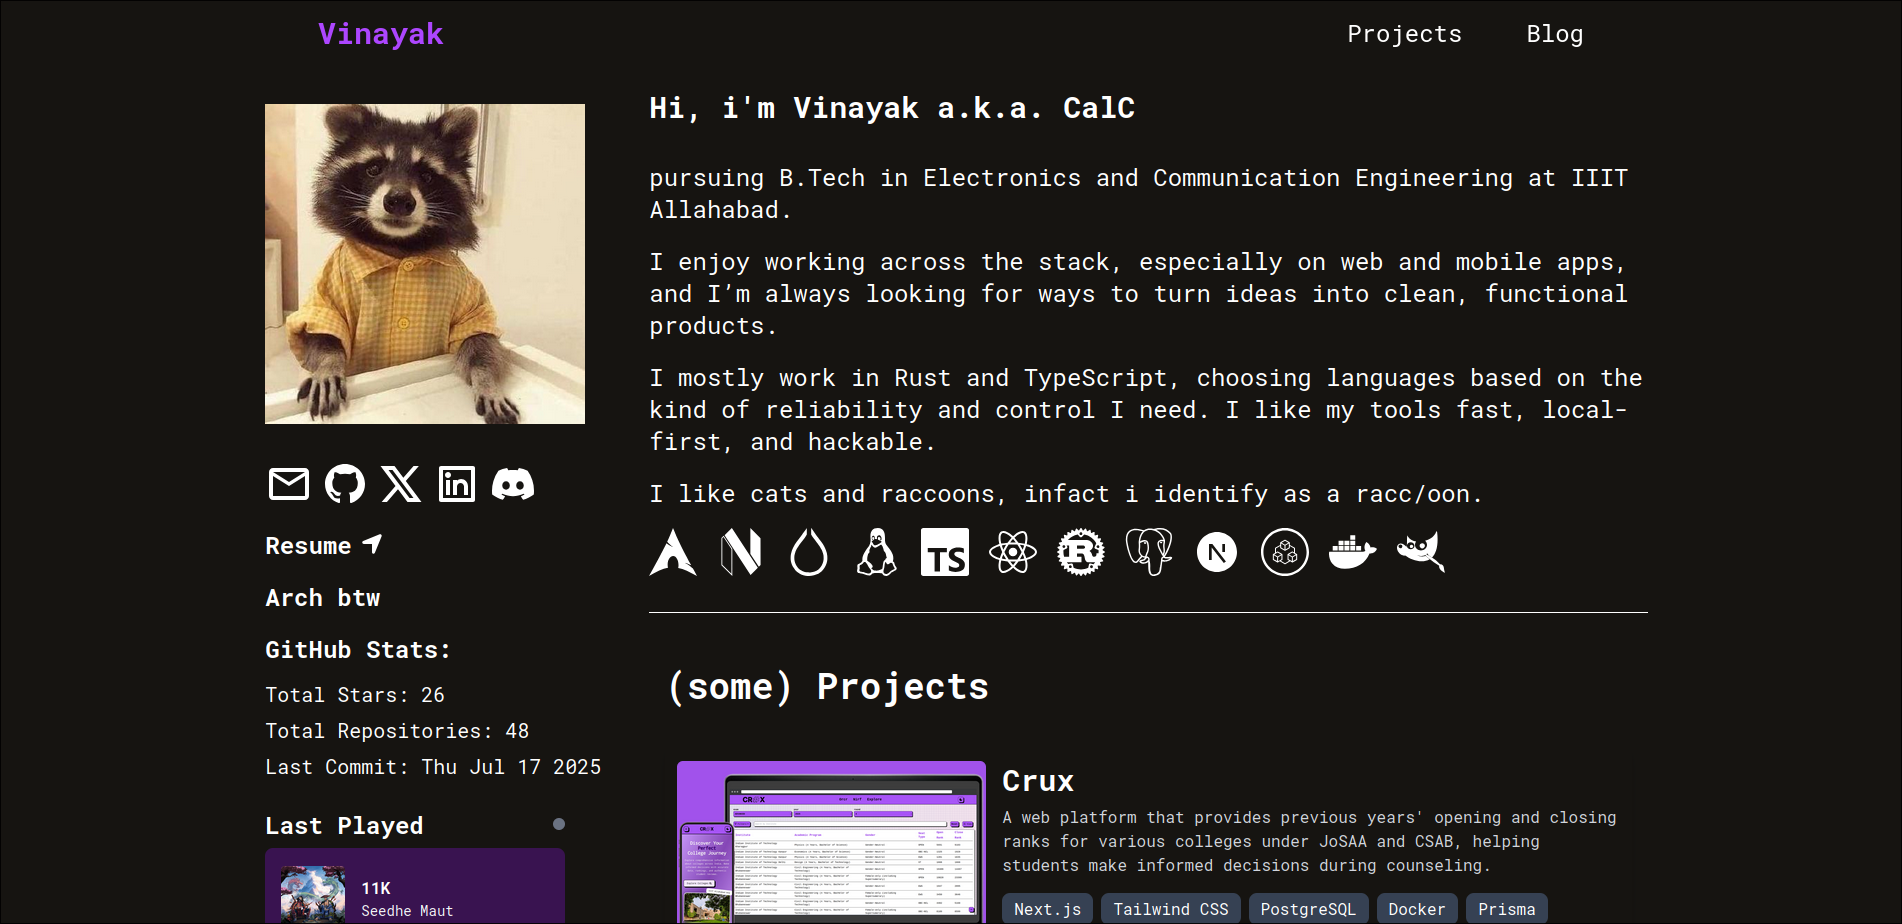 Vinayak
Projects
Blog
Hi, i'm Vinayak a.k.a. CalC
pursuing B.Tech in Electronics and Communication Engineering at IIIT
Allahabad.
I enjoy working across the stack, especially on web and mobile apps,
and I’m always looking for ways to turn ideas into clean, functional
products.
I mostly work in Rust and TypeScript, choosing languages based on the
kind of reliability and control I need. I like my tools fast, local-
first, and hackable.
I like cats and raccoons, infact i identify as a racc/oon.
TS
Resume
Arch btw
GitHub Stats:
Total Stars: 26
Total Repositories: 48
Last Commit: Thu Jul 17 2025
Last Played
11K
Seedhe Maut
(some) Projects
Discover Your
Perfect
College Journey
Crux
A web platform that provides previous years' opening and closing
ranks for various colleges under JoSAA and CSAB, helping
students make informed decisions during counseling.
Next.js
Tailwind CSS
PostgreSQL
Docker
Prisma